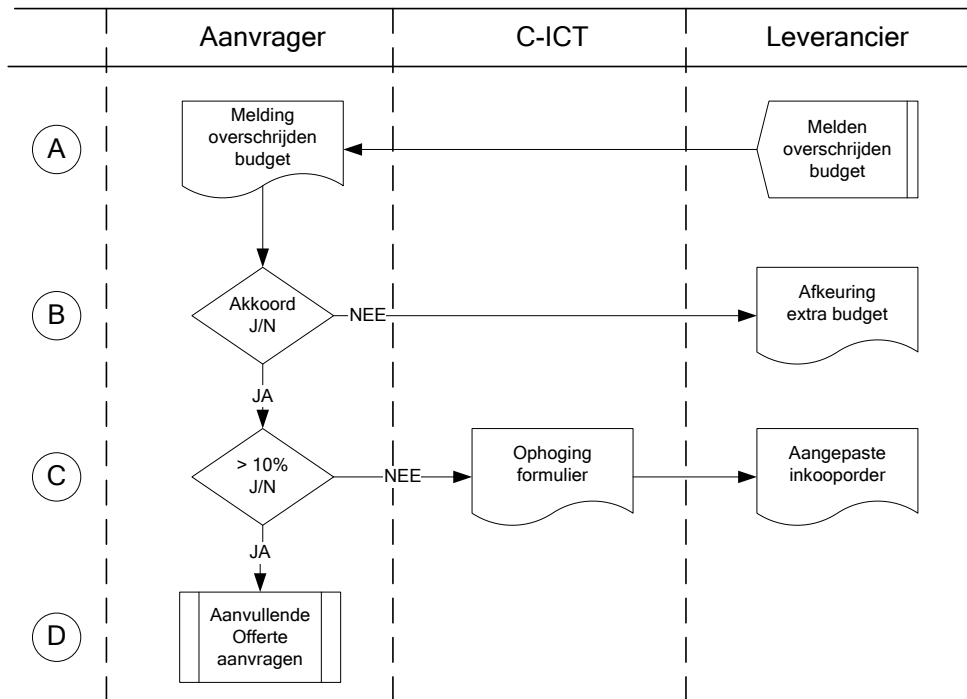 Aanvrager
C-ICT
Leverancier
A
Melding
overschrijden
budget
Melden
overschrijden
budget
B
Akkoord
J/N
NEE
Afkeuring
extra budget
JA
C
> 10%
J/N
NEE
Ophoging
formulier
Aangepaste
inkooporder
JA
D
Aanvullende
Offerte
aanvragen